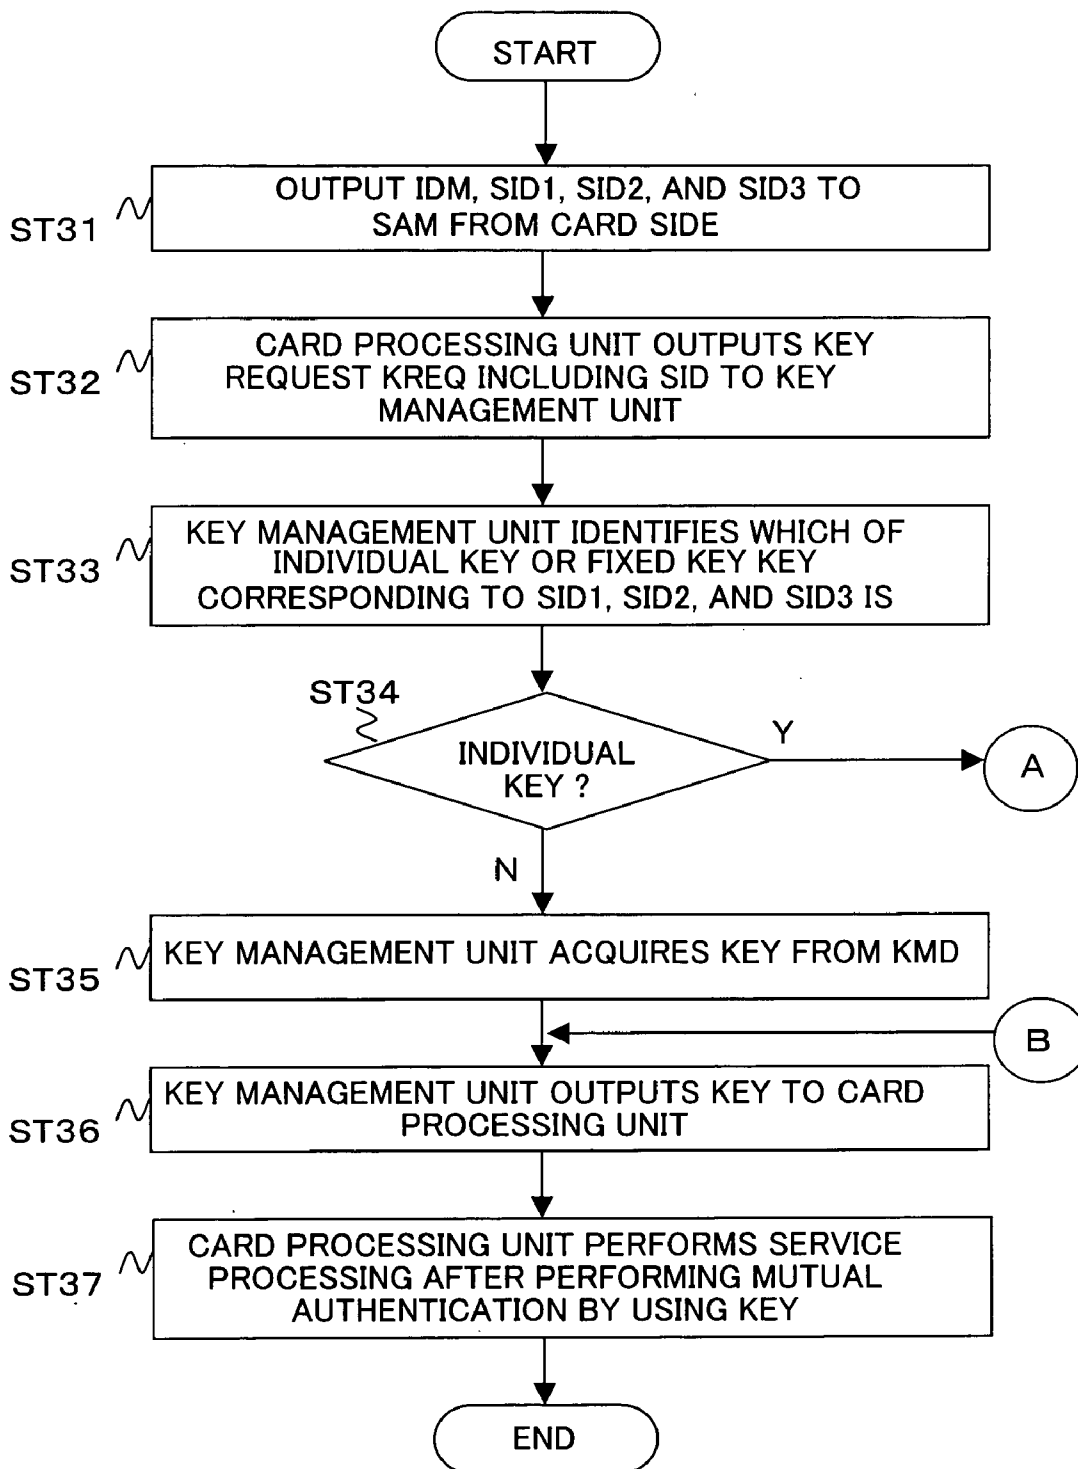 START
OUTPUT IDM, SID1, SID2, AND SID3 TO
SAM FROM CARD SIDE
ST31
CARD PROCESSING UNIT OUTPUTS KEY
REQUEST KREQ INCLUDING SID TO KEY
MANAGEMENT UNIT
ST32
KEY MANAGEMENT UNIT IDENTIFIES WHICH OF
INDIVIDUAL KEY OR FIXED KEY KEY
CORRESPONDING TO SID1, SID2, AND SID3 IS
ST33
ST34
INDIVIDUAL
KEY ?
Y
A
N
KEY MANAGEMENT UNIT ACQUIRES KEY FROM KMD
ST35
B
KEY MANAGEMENT UNIT OUTPUTS KEY TO CARD
PROCESSING UNIT
ST36
CARD PROCESSING UNIT PERFORMS SERVICE
PROCESSING AFTER PERFORMING MUTUAL
AUTHENTICATION BY USING KEY
ST37
END